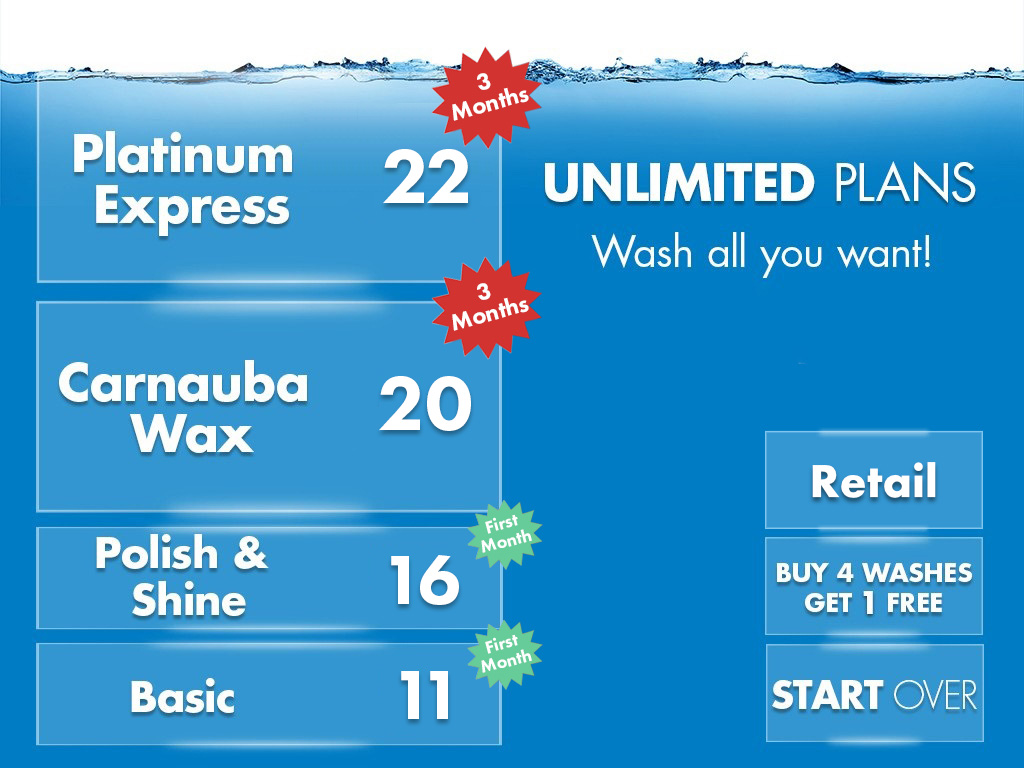 3
Months
Platinum
Express
22
UNLIMITED PLANS
Wash all you want!
3
Months
Carnauba
Wax
20
Retail
First
Month
Polish &
Shine
16
BUY 4 WASHES
GET 1 FREE
First
Month
Basic
11
START OVER